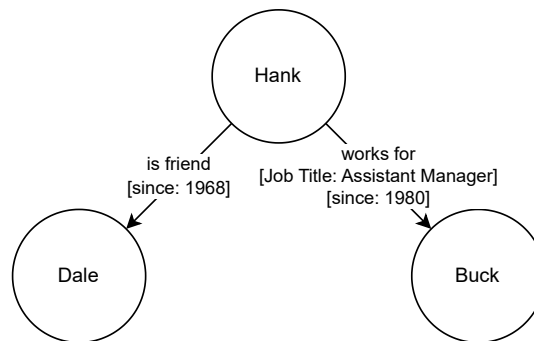 Hank
is friend
[since: 1968]
works for
[Job Title: Assistant Manager]
[since: 1980]
Dale
Buck